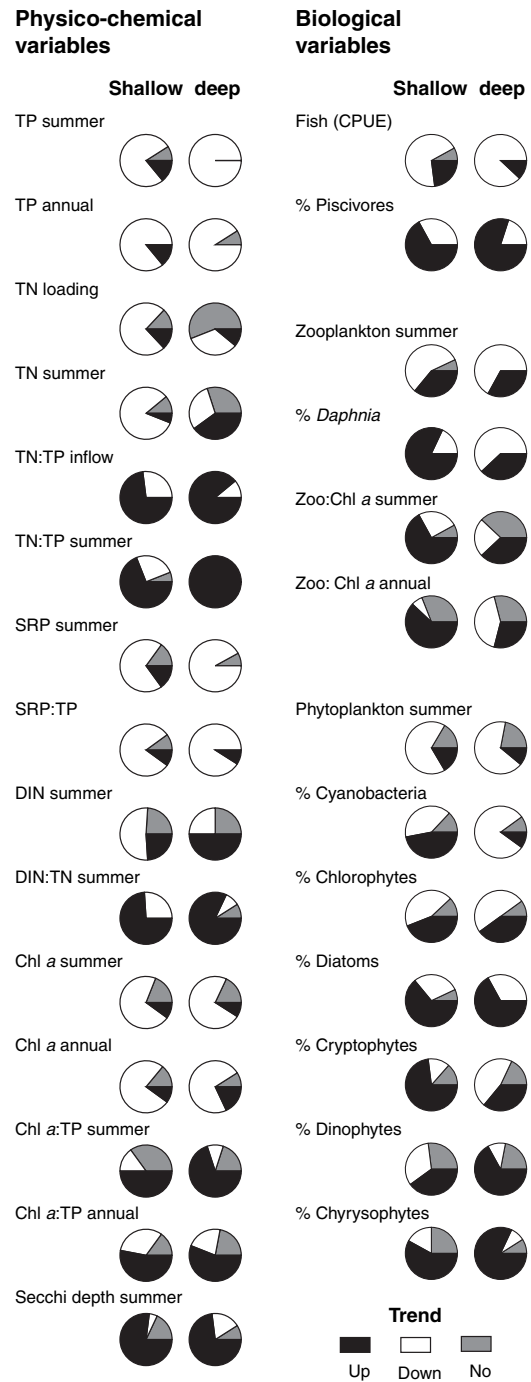 Physico-chemical
variables
Shallow deep
TP summer
TP annual
TN loading
TN summer
TN:TP inflow
TN:TP summer
SRP summer
SRP:TP
DIN summer
DIN:TN summer
Chl a summer
Chl a annual
Chl a:TP summer
Chl a:TP annual
Secchi depth summer
Biological
variables
Shallow deep
Fish (CPUE)
% Piscivores
Zooplankton summer
% Daphnia
Zoo:Chl a summer
Zoo: Chl a annual
Phytoplankton summer
% Cyanobacteria
% Chlorophytes
% Diatoms
% Cryptophytes
% Dinophytes
% Chyrysophytes
Trend
Up Down No